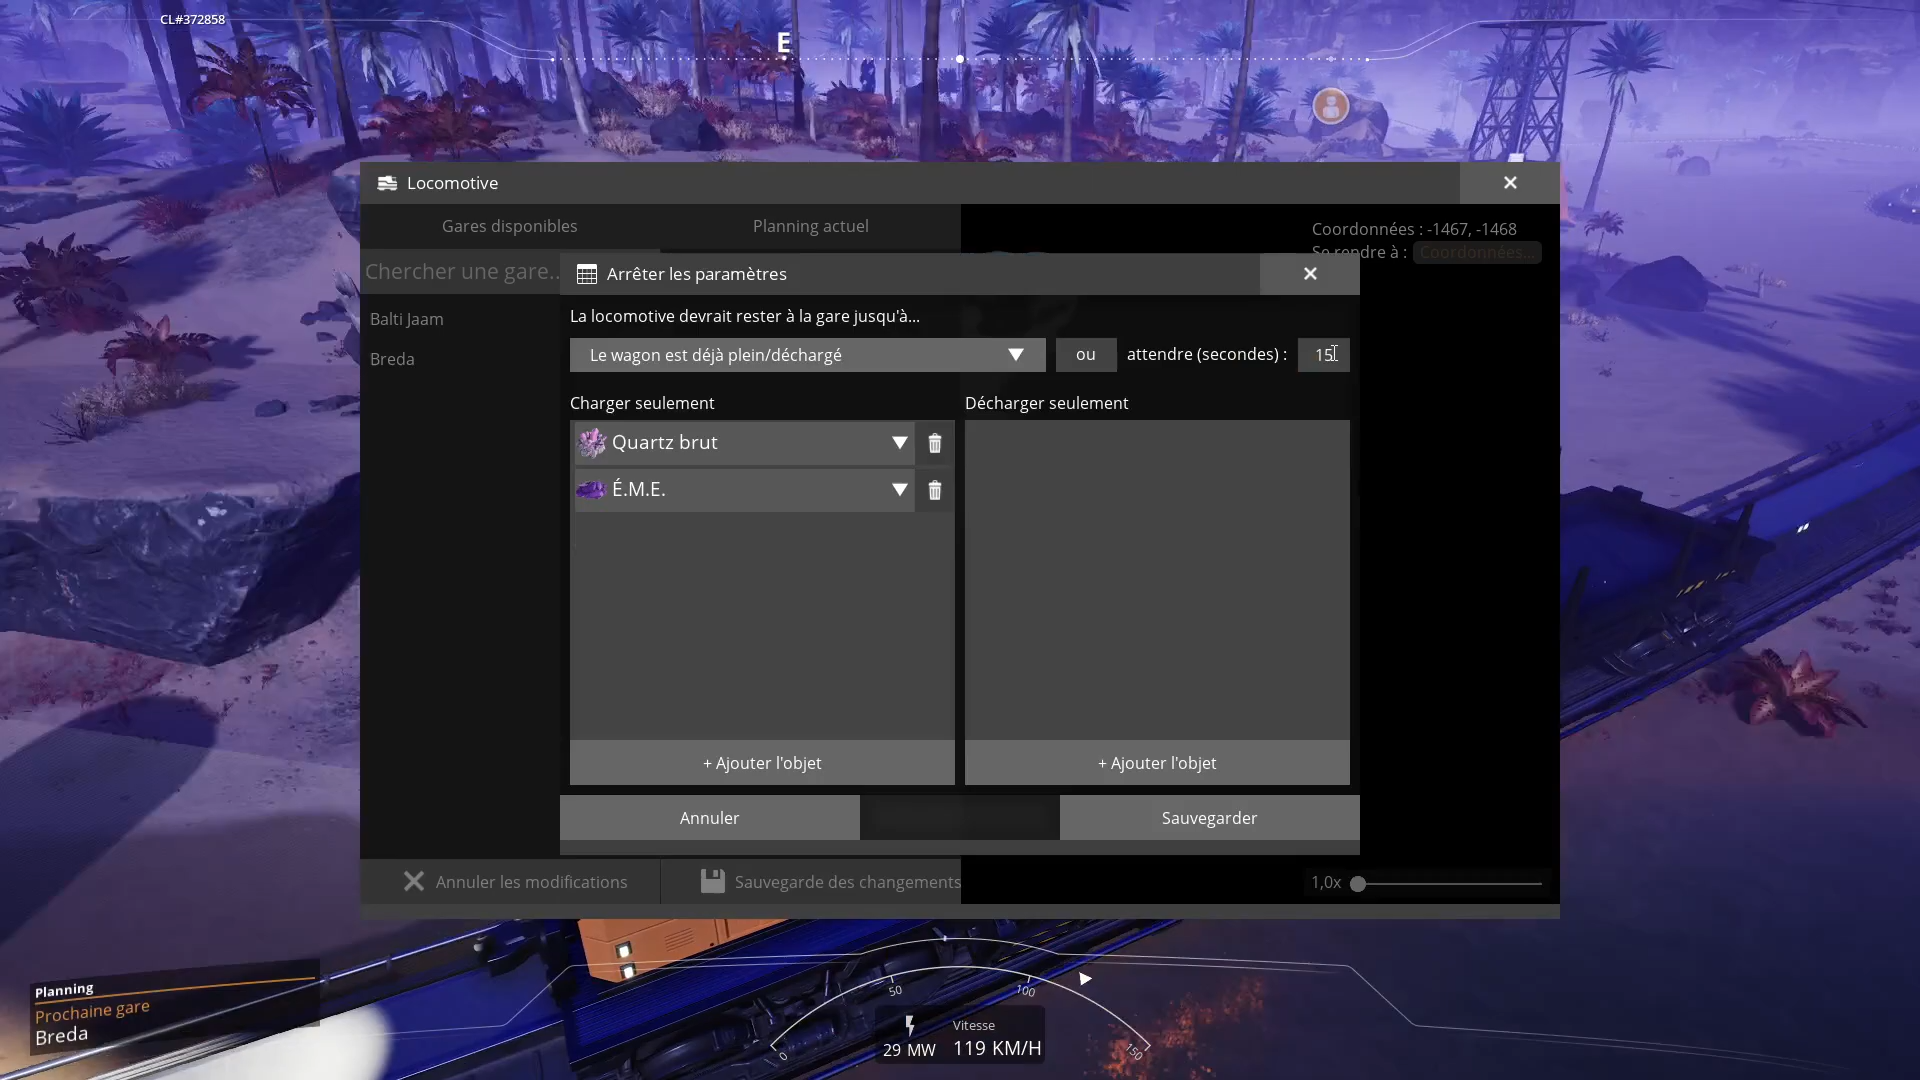 CL#372858
E
Locomotive
Gares disponibles
Planning actuel
Coordonnées : -1467, -1468
Se rendre à : Coordonnées...
Chercher une gare...
Arrêter les paramètres
Balti Jaam
Breda
La locomotive devrait rester à la gare jusqu'à...
Le wagon est déjà plein/déchargé
ou
attendre (secondes) :
15
Charger seulement
Décharger seulement
Quartz brut
É.M.E.
+ Ajouter l'objet
+ Ajouter l'objet
Annuler
Sauvegarder
Annuler les modifications
Sauvegarde des changements
1,0x
Planning
Prochaine gare
Breda
0
50
100
150
Vitesse
29 MW
119 KM/H